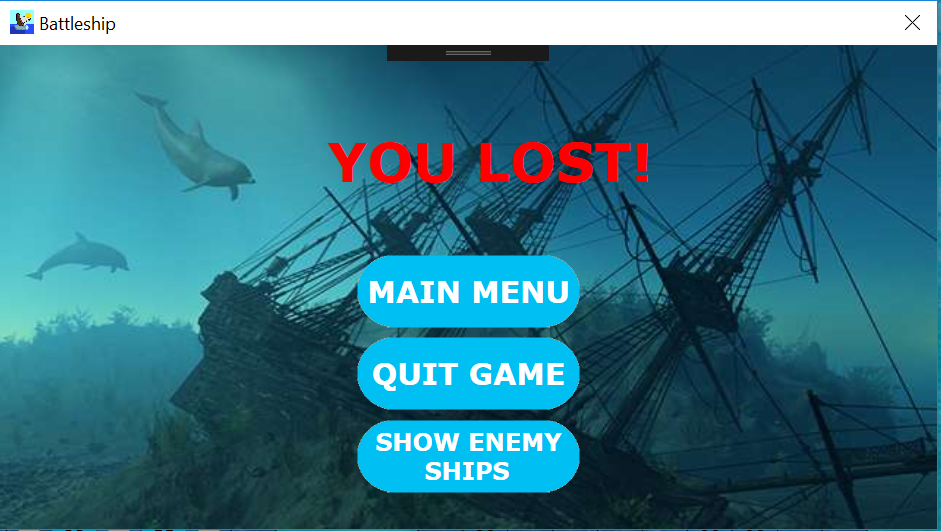 Battleship
YOU LOST!
MAIN MENU
QUIT GAME
SHOW ENEMY
SHIPS